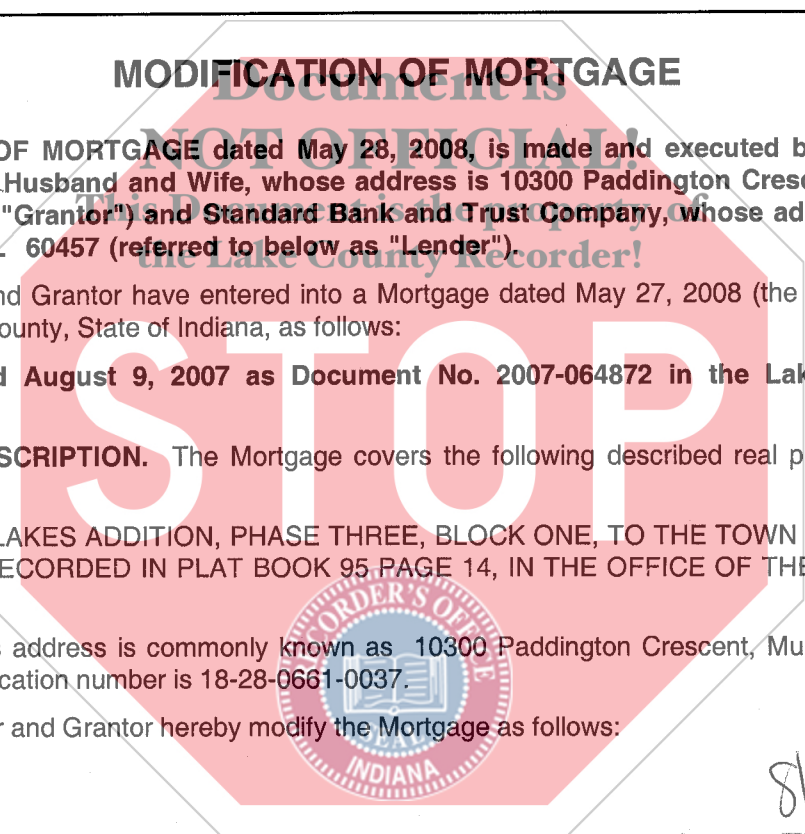 MODIFICATION OF MORTGAGE
Document is
NOT OFFICIAL!
This Document is the property of
the Lake County Recorder!
OF MORTGAGE dated May 28, 2008, is made and executed b
Husband and Wife, whose address is 10300 Paddington Cresc
"Grantor") and Standard Bank and Trust Company, whose ad
60457 (referred to below as "Lender").
nd Grantor have entered into a Mortgage dated May 27, 2008 (the
ounty, State of Indiana, as follows:
d August 9, 2007 as Document No. 2007-064872 in the Lak
STOP
SCRIPTION. The Mortgage covers the following described real p
LAKES ADDITION, PHASE THREE, BLOCK ONE, TO THE TOWN
ECORDED IN PLAT BOOK 95 PAGE 14, IN THE OFFICE OF THE
RECORDER'S OFFICE
s address is commonly known as 10300 Paddington Crescent, Mu
cation number is 18-28-0661-0037.
r and Grantor hereby modify the Mortgage as follows:
SEAL
INDIANA